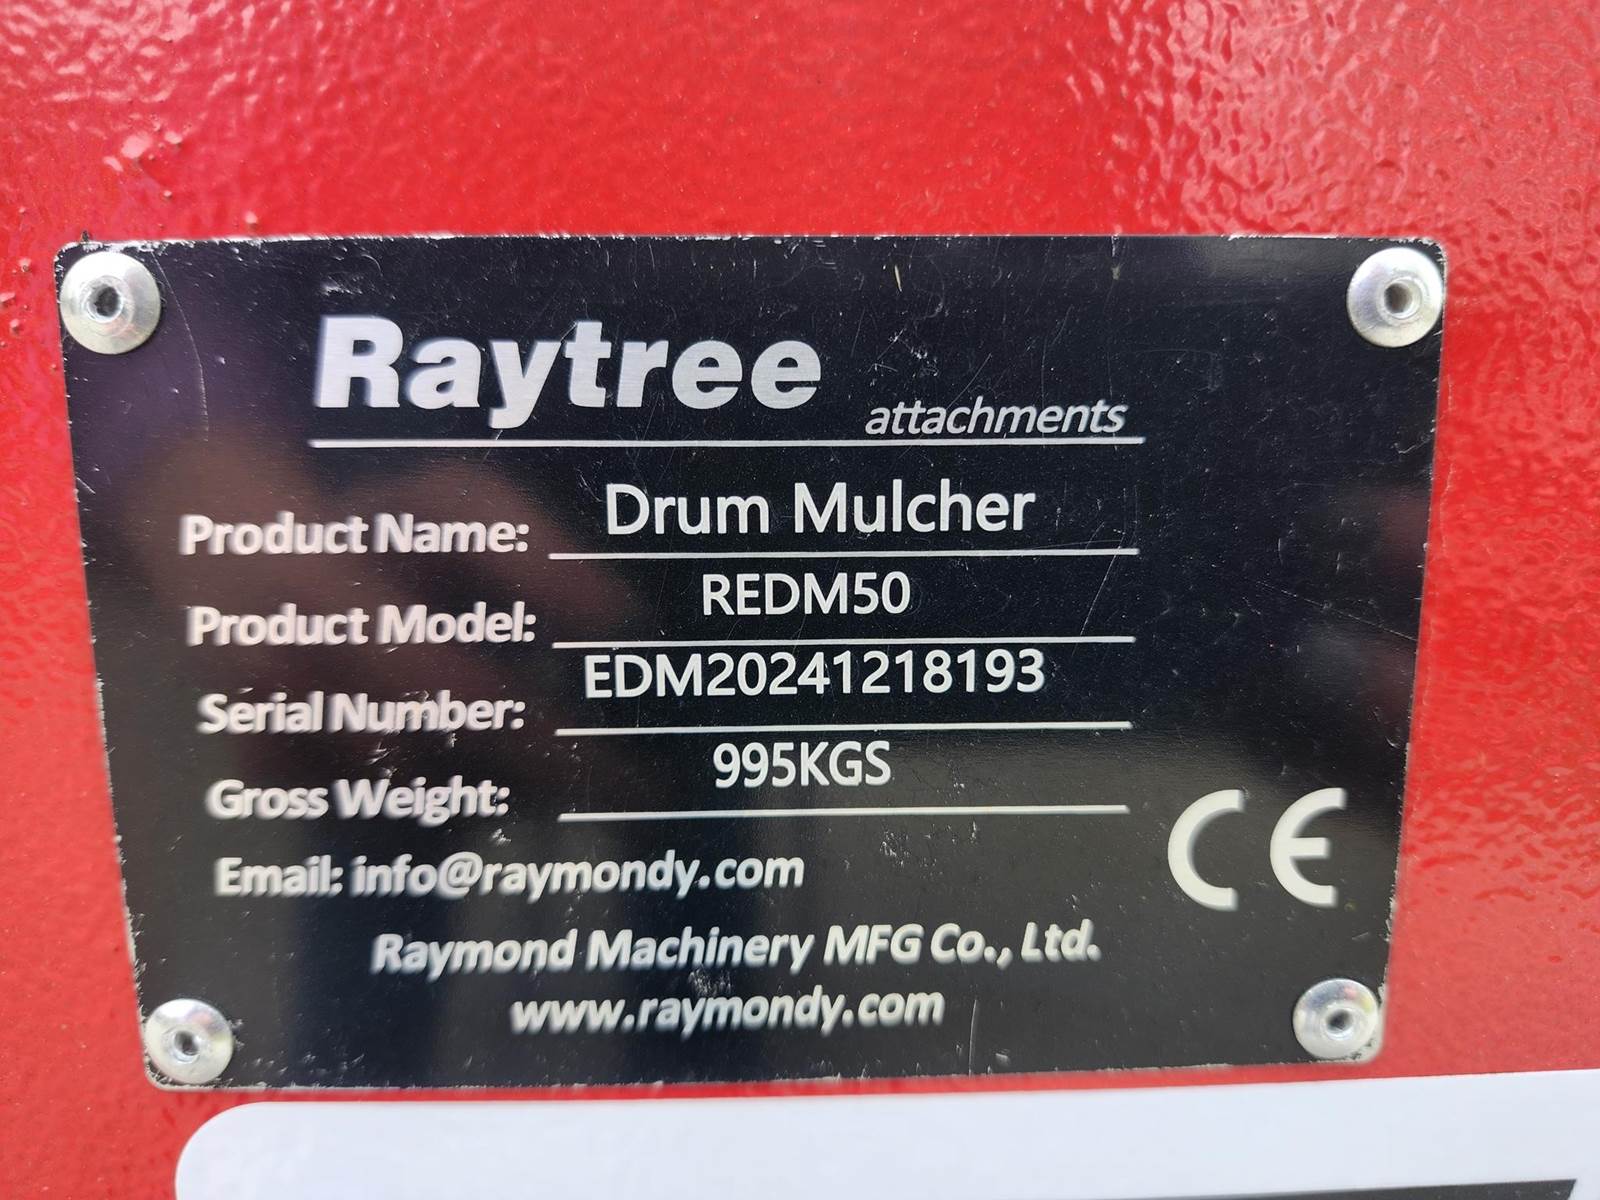 Raytree
attachments
Product Name: Drum Mulcher
Product Model: REDM50
Serial Number: EDM20241218193
Gross Weight: 995KGS
Email: info@raymondy.com
CE
Raymond Machinery MFG Co., Ltd.
www.raymondy.com